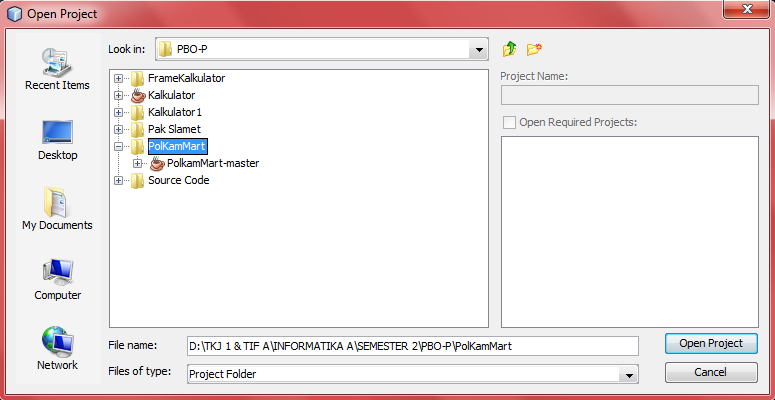 Open Project
Look in: PBO-P
Recent Items
Desktop
My Documents
Computer
Network
FrameKalkulator
Kalkulator
Kalkulator1
Pak Slamet
PolKamMart
PolkamMart-master
Source Code
Project Name:
Open Required Projects:
File name: D:\TKJ 1 & TIF A\INFORMATIKA A\SEMESTER 2\PBO-P\PolKamMart
Open Project
Files of type: Project Folder
Cancel